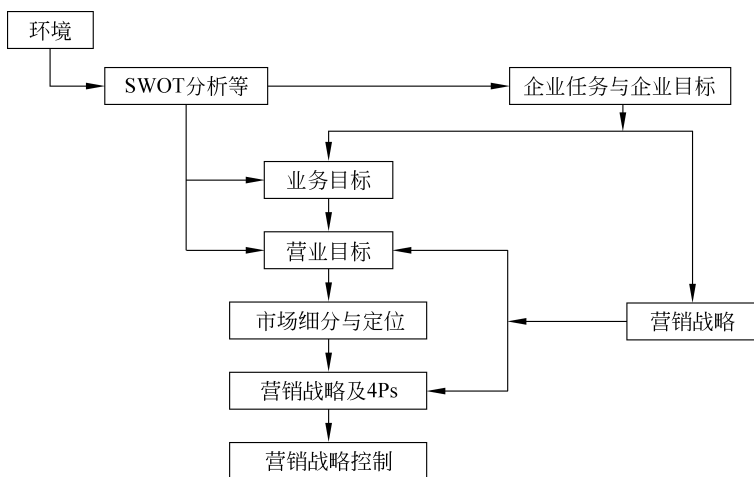 环境
SWOT分析等
企业任务与企业目标
业务目标
营业目标
市场细分与定位
营销战略
营销战略及4Ps
营销战略控制